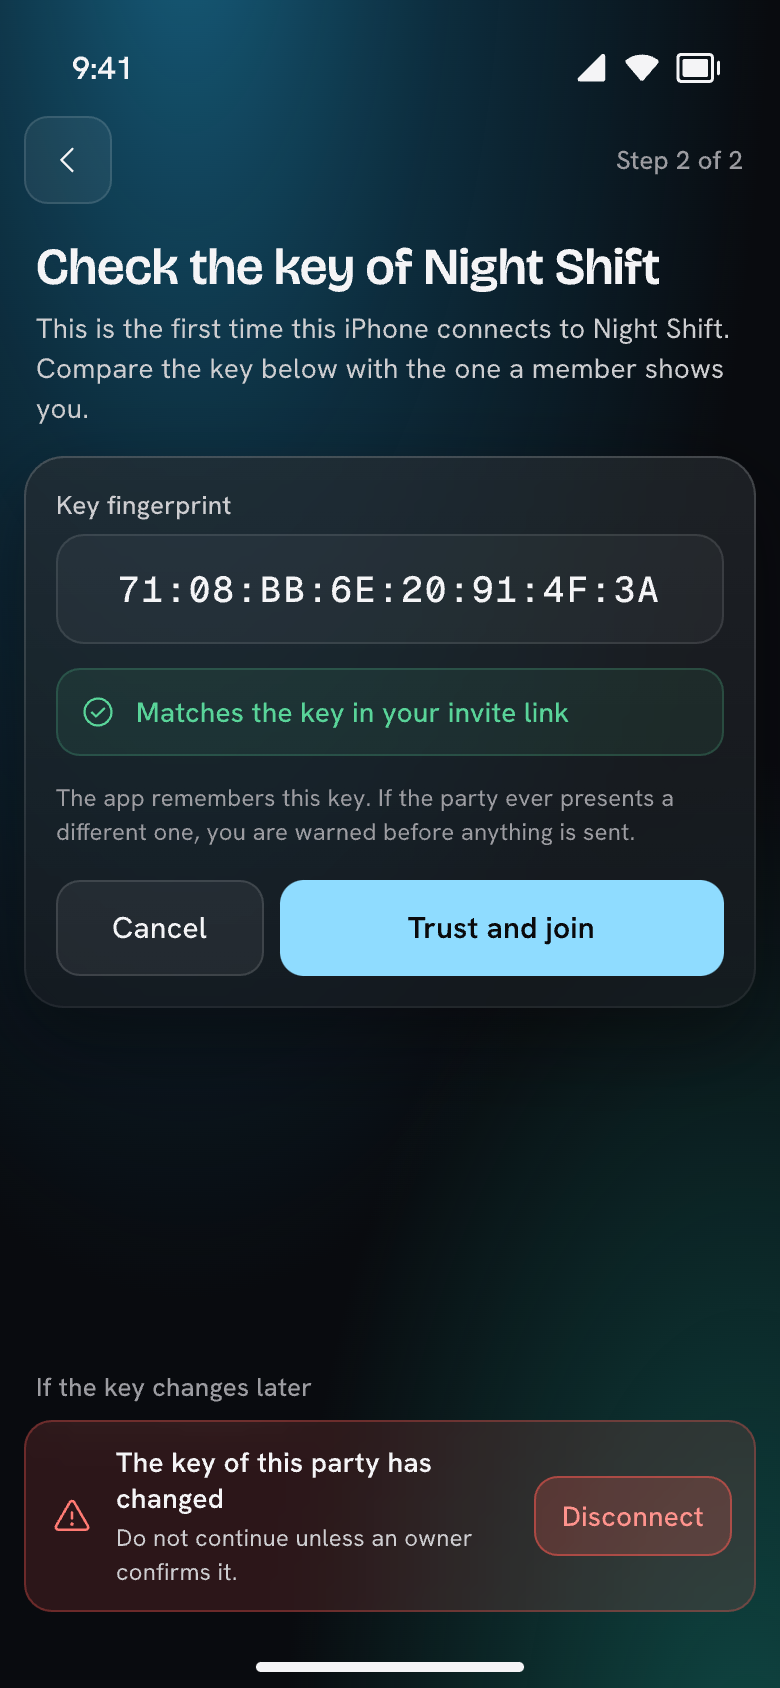 9:41
Step 2 of 2
Check the key of Night Shift
This is the first time this iPhone connects to Night Shift.
Compare the key below with the one a member shows
you.
Key fingerprint
71:08:BB:6E:20:91:4F:3A
Matches the key in your invite link
The app remembers this key. If the party ever presents a
different one, you are warned before anything is sent.
Cancel
Trust and join
If the key changes later
The key of this party has
changed
Do not continue unless an owner
confirms it.
Disconnect